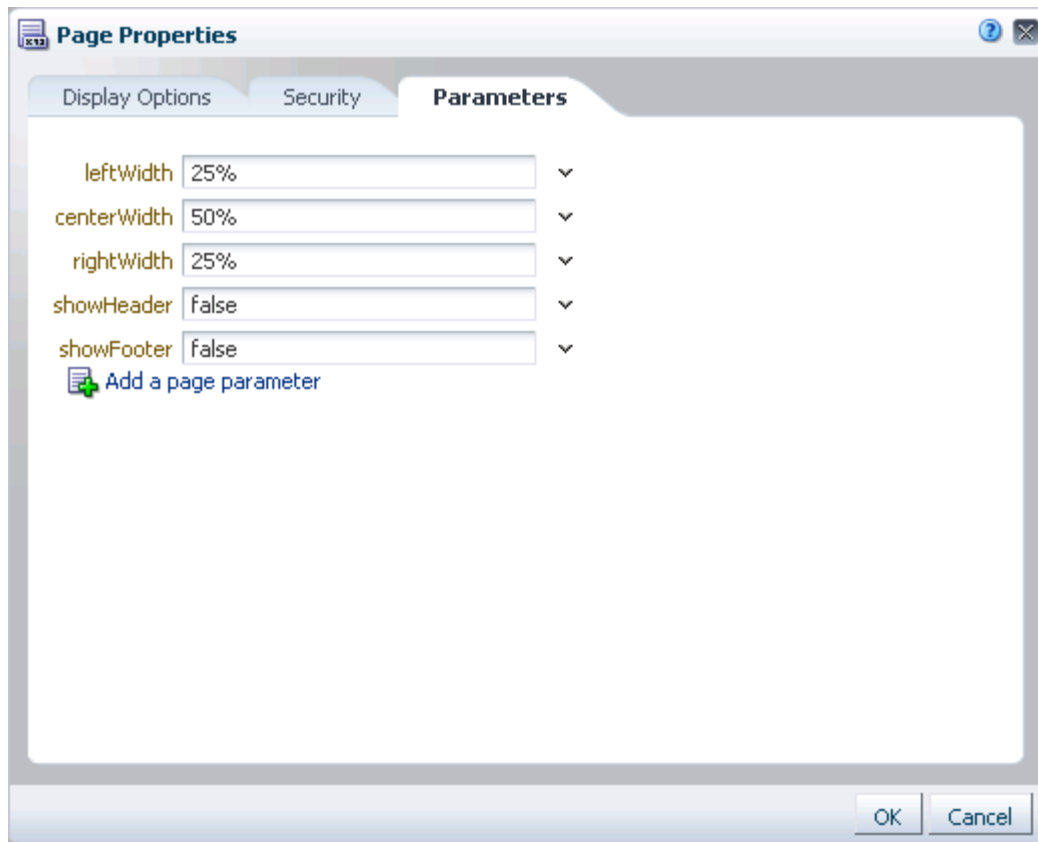 Page Properties
Display Options Security Parameters
leftWidth 25%
centerWidth 50%
rightWidth 25%
showHeader false
showFooter false
Add a page parameter
OK Cancel